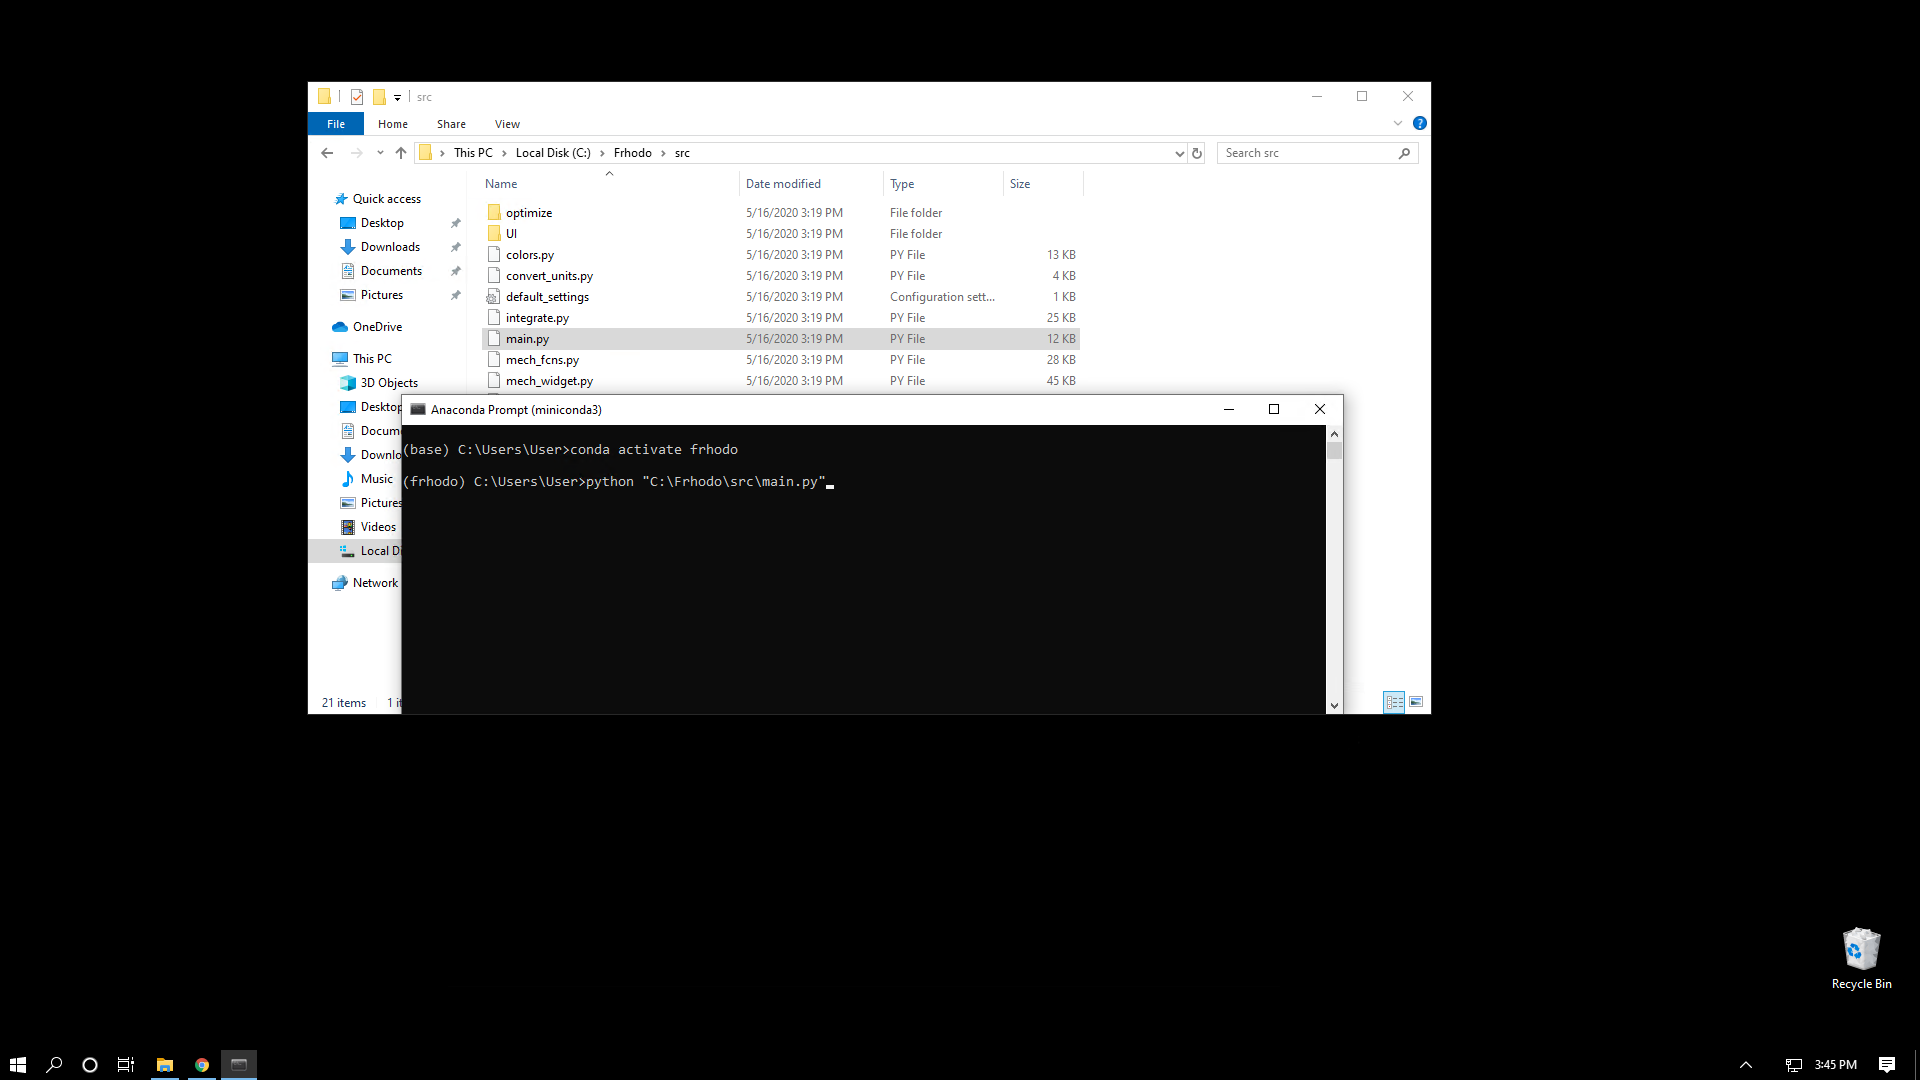 src
File Home Share View
This PC Local Disk (C:) Frhodo src
Search src
Name Date modified Type Size
Quick access
Desktop
Downloads
Documents
Pictures
OneDrive
This PC
3D Objects
Desktop
Docum
Downlo
Music
Pictures
Videos
Local Di
Network
optimize 5/16/2020 3:19 PM File folder
UI 5/16/2020 3:19 PM File folder
colors.py 5/16/2020 3:19 PM PY File 13 KB
convert_units.py 5/16/2020 3:19 PM PY File 4 KB
default_settings 5/16/2020 3:19 PM Configuration sett... 1 KB
integrate.py 5/16/2020 3:19 PM PY File 25 KB
main.py 5/16/2020 3:19 PM PY File 12 KB
mech_fcns.py 5/16/2020 3:19 PM PY File 28 KB
mech_widget.py 5/16/2020 3:19 PM PY File 45 KB
Anaconda Prompt (miniconda3)
(base) C:\Users\User>conda activate frhodo
(frhodo) C:\Users\User>python "C:\Frhodo\src\main.py"
21 items 1 it
Recycle Bin
3:45 PM